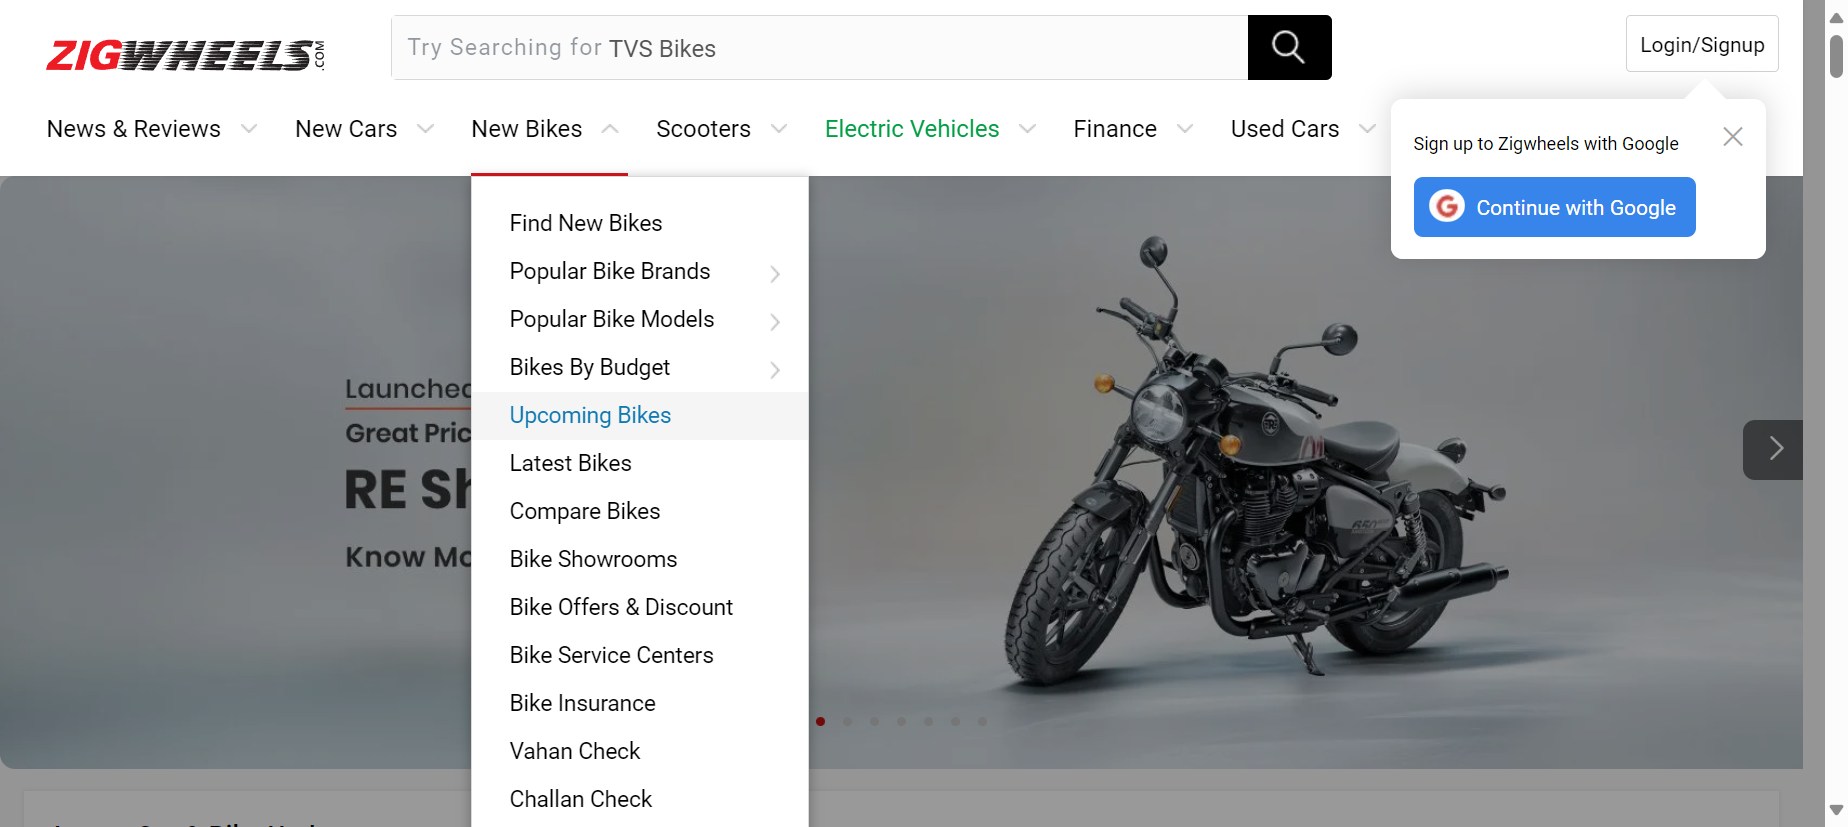 ZIGWHEELS.COM
Try Searching for TVS Bikes
Login/Signup
News & Reviews
New Cars
New Bikes
Scooters
Electric Vehicles
Finance
Used Cars
Sign up to Zigwheels with Google
Continue with Google
Find New Bikes
Popular Bike Brands
Popular Bike Models
Bikes By Budget
Upcoming Bikes
Latest Bikes
Compare Bikes
Bike Showrooms
Bike Offers & Discount
Bike Service Centers
Bike Insurance
Vahan Check
Challan Check
Launched
Great Pric
RE Sh
Know Mo
650